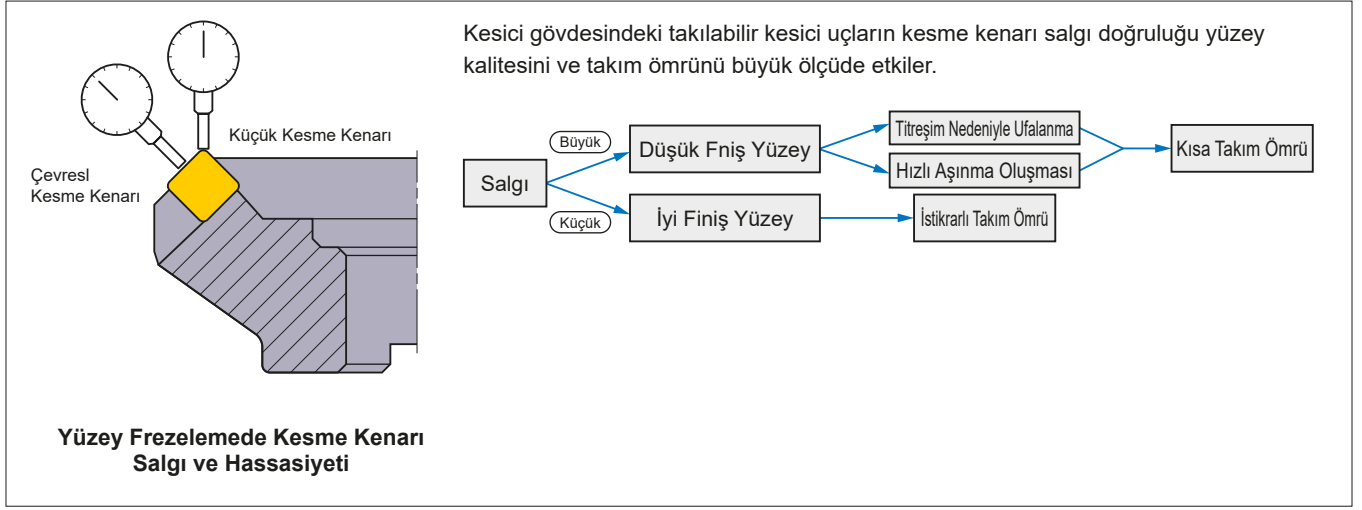 Kesici gövdesindeki takılabilir kesici uçların kesme kenarı salgı doğruluğu yüzey
kalitesini ve takım ömrünü büyük ölçüde etkiler.
Küçük Kesme Kenarı
Çevresl
Kesme Kenarı
Salgı
Büyük
Düşük Fniş Yüzey
Titreşim Nedeniyle Ufalanma
Hızlı Aşınma Oluşması
Kısa Takım Ömrü
Küçük
İyi Finiş Yüzey
İstikrarlı Takım Ömrü
Yüzey Frezelemede Kesme Kenarı
Salgı ve Hassasiyeti